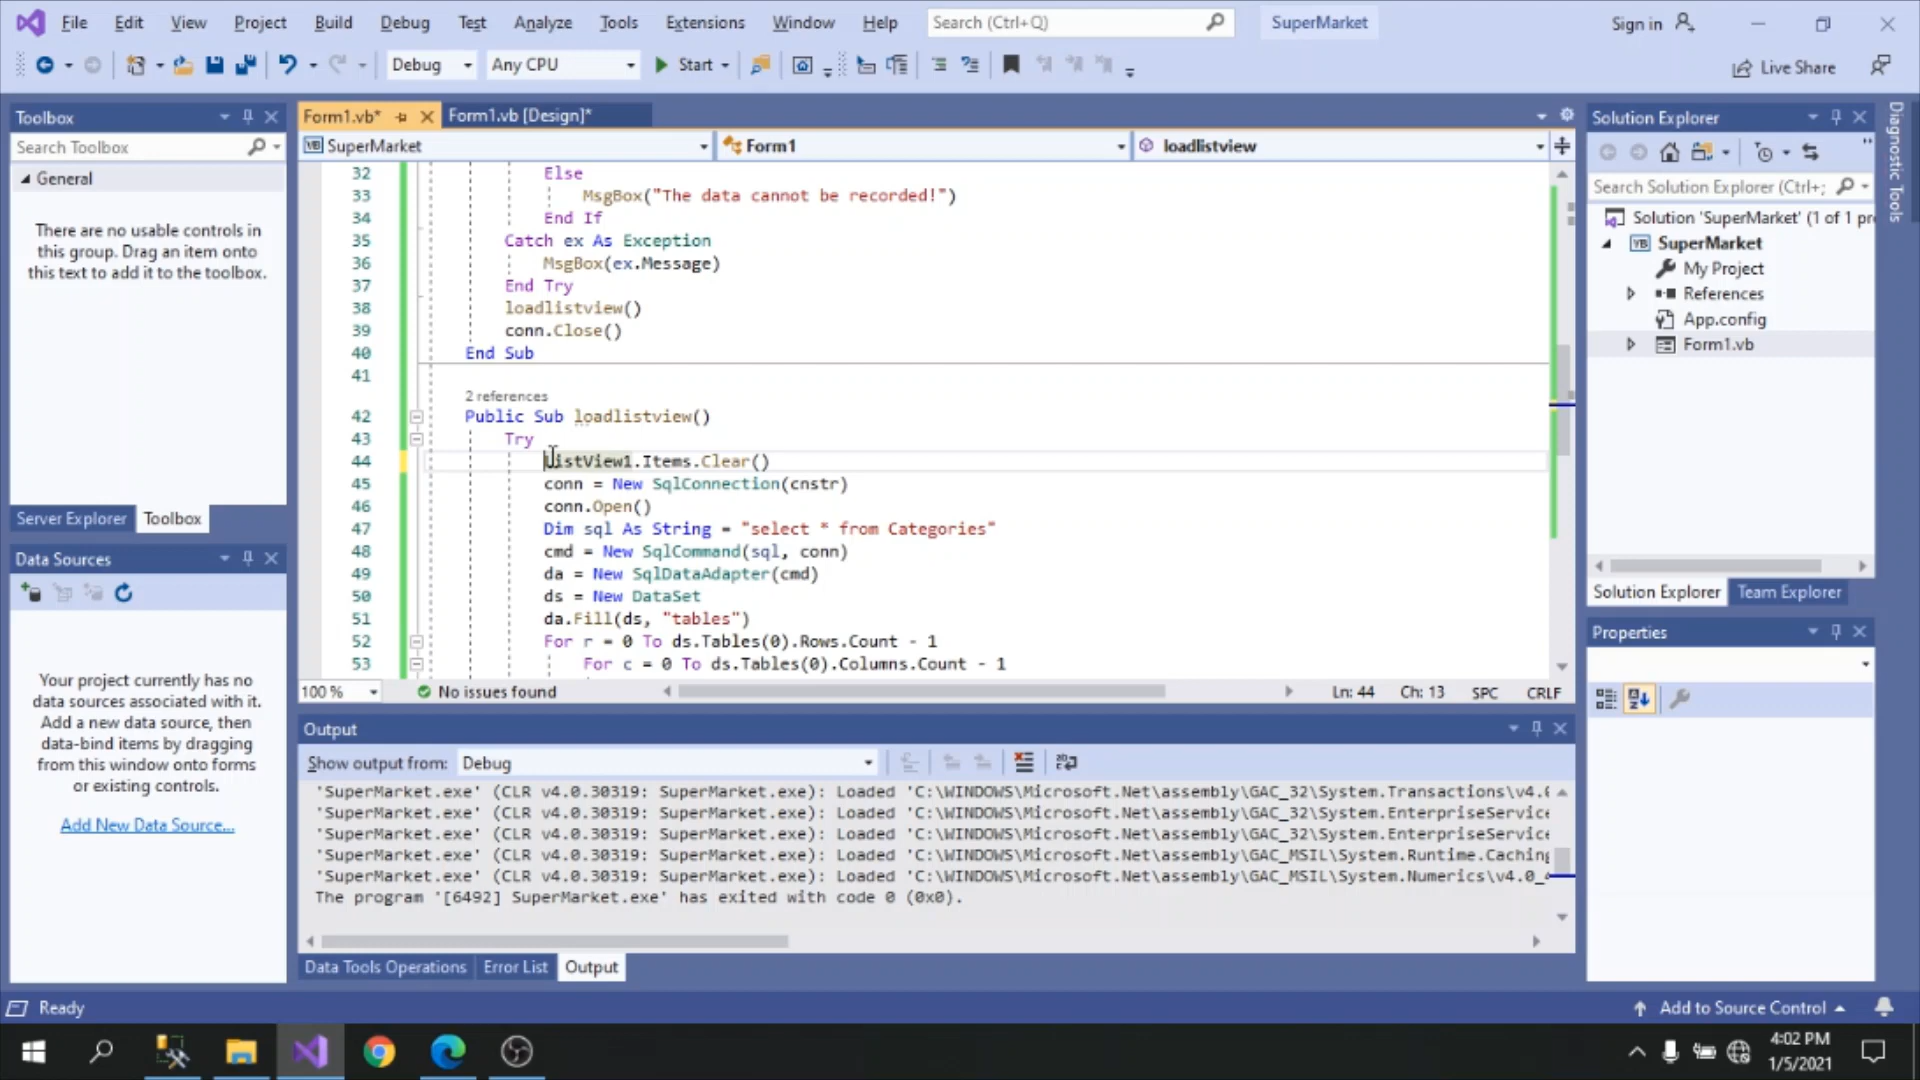 File Edit View Project Build Debug Test Analyze Tools Extensions Window Help Search (Ctrl+Q) SuperMarket Sign in
Debug Any CPU Start Live Share
Toolbox
Search Toolbox
General
There are no usable controls in
this group. Drag an item onto
this text to add it to the toolbox.
Server Explorer Toolbox
Data Sources
Your project currently has no
data sources associated with it.
Add a new data source, then
data-bind items by dragging
from this window onto forms
or existing controls.
Add New Data Source...
Form1.vb* Form1.vb [Design]*
VB SuperMarket Form1 loadlistview
32 Else
33 MsgBox("The data cannot be recorded!")
34 End If
35 Catch ex As Exception
36 MsgBox(ex.Message)
37 End Try
38 loadlistview()
39 conn.Close()
40 End Sub
41
2 references
42 Public Sub loadlistview()
43 Try
44 ListView1.Items.Clear()
45 conn = New SqlConnection(cnstr)
46 conn.Open()
47 Dim sql As String = "select * from Categories"
48 cmd = New SqlCommand(sql, conn)
49 da = New SqlDataAdapter(cmd)
50 ds = New DataSet
51 da.Fill(ds, "tables")
52 For r = 0 To ds.Tables(0).Rows.Count - 1
53 For c = 0 To ds.Tables(0).Columns.Count - 1
100 % No issues found Ln: 44 Ch: 13 SPC CRLF
Output
Show output from: Debug
'SuperMarket.exe' (CLR v4.0.30319: SuperMarket.exe): Loaded 'C:\WINDOWS\Microsoft.Net\assembly\GAC_32\System.Transactions\v4.0
'SuperMarket.exe' (CLR v4.0.30319: SuperMarket.exe): Loaded 'C:\WINDOWS\Microsoft.Net\assembly\GAC_32\System.EnterpriseService
'SuperMarket.exe' (CLR v4.0.30319: SuperMarket.exe): Loaded 'C:\WINDOWS\Microsoft.Net\assembly\GAC_32\System.EnterpriseService
'SuperMarket.exe' (CLR v4.0.30319: SuperMarket.exe): Loaded 'C:\WINDOWS\Microsoft.Net\assembly\GAC_MSIL\System.Runtime.Caching
'SuperMarket.exe' (CLR v4.0.30319: SuperMarket.exe): Loaded 'C:\WINDOWS\Microsoft.Net\assembly\GAC_MSIL\System.Numerics\v4.0_
The program '[6492] SuperMarket.exe' has exited with code 0 (0x0).
Data Tools Operations Error List Output
Solution Explorer
Search Solution Explorer (Ctrl+;
Solution 'SuperMarket' (1 of 1 pr
VB SuperMarket
My Project
References
App.config
Form1.vb
Solution Explorer Team Explorer
Properties
Diagnostic Tools
Ready Add to Source Control
4:02 PM
1/5/2021